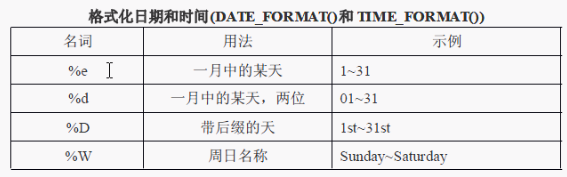 格式化日期和时间(DATE_FORMAT()和 TIME_FORMAT())
名词 用法 示例
%e 一月中的某天 1~31
%d 一月中的某天，两位 01~31
%D 带后缀的天 1st~31st
%W 周日名称 Sunday~Saturday